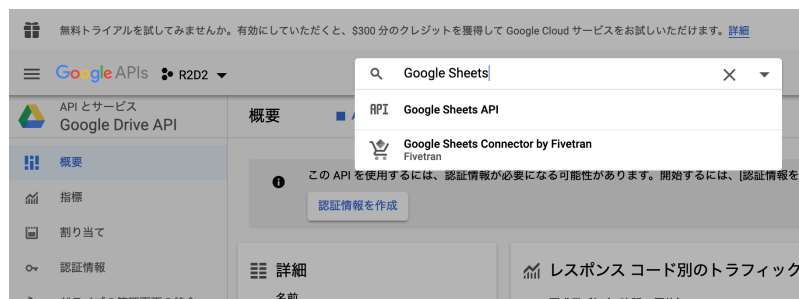 無料トライアルを試してみませんか。有効にしていただくと、$300 分のクレジットを獲得して Google Cloud サービスをお試しいただけます。詳細
Google APIs R2D2
Google Sheets
API Google Sheets API
Google Sheets Connector by Fivetran
Fivetran
API とサービス
Google Drive API
概要
概要
指標
割り当て
認証情報
この API を使用するには、認証情報が必要になる可能性があります。開始するには、[認証情報を
認証情報を作成
詳細
名前
レスポンス コード別のトラフィック